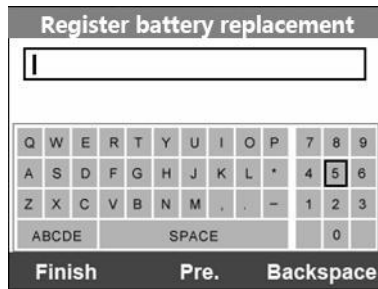 Register battery replacement
Q W E R T Y U I O P 7 8 9
A S D F G H J K L * 4 5 6
Z X C V B N M , . - 1 2 3
ABCDE SPACE 0
Finish Pre. Backspace